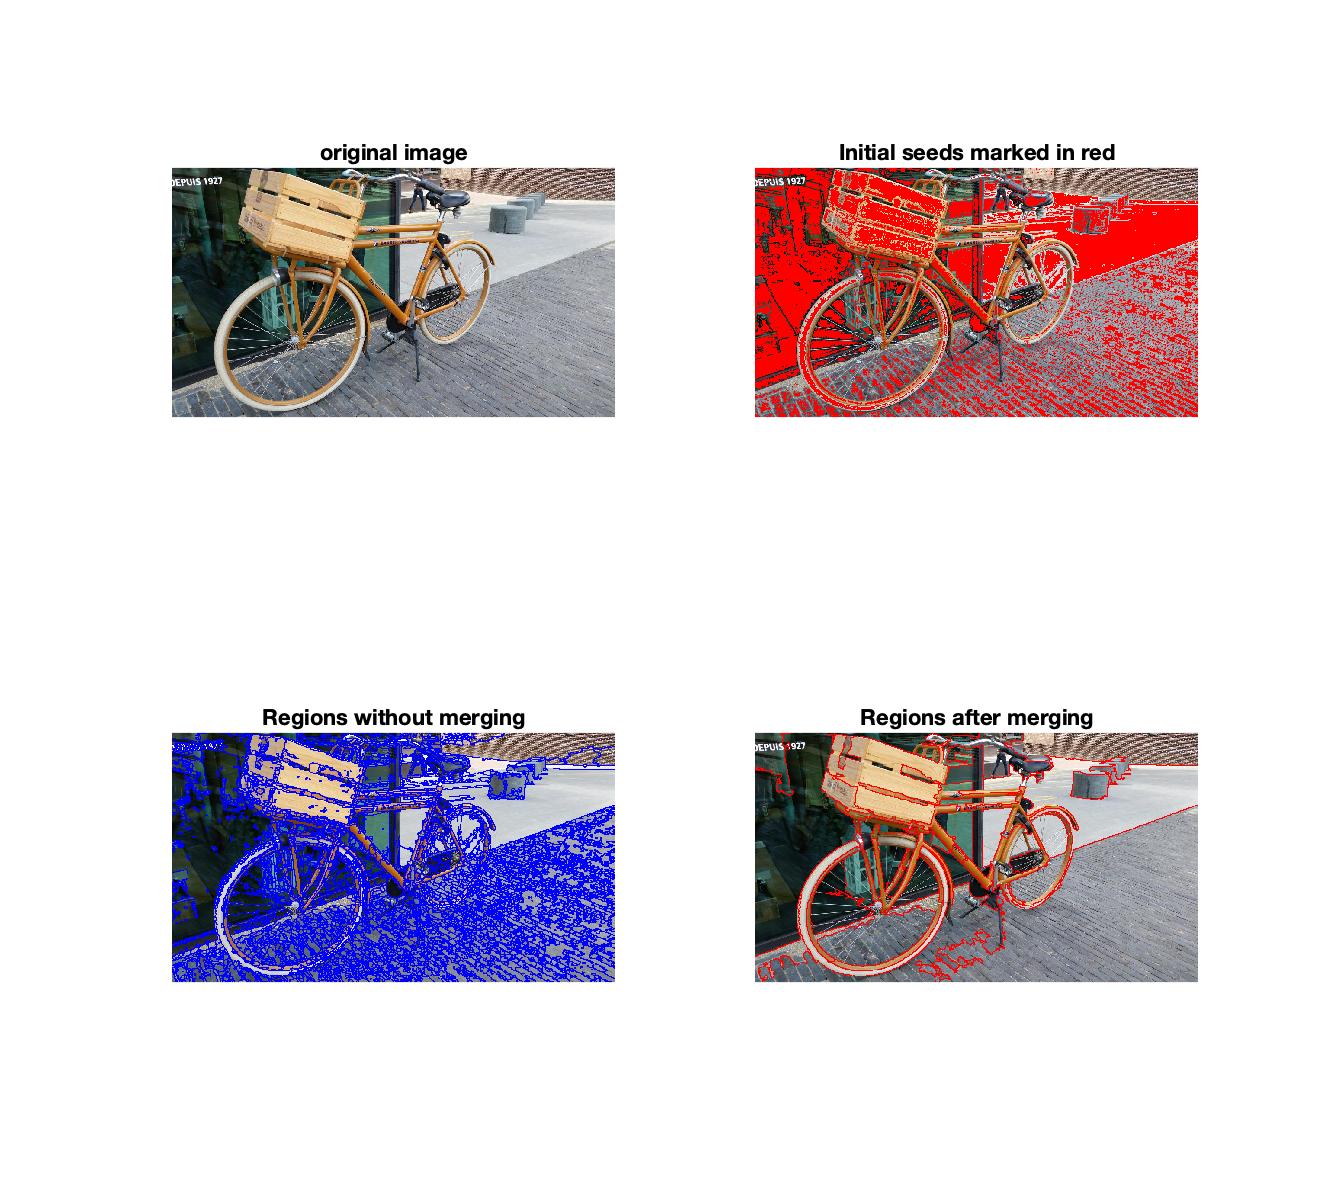 original image
Initial seeds marked in red
DEPUIS 1927
DEPUIS 1927
Regions without merging
Regions after merging
DEPUIS 1927